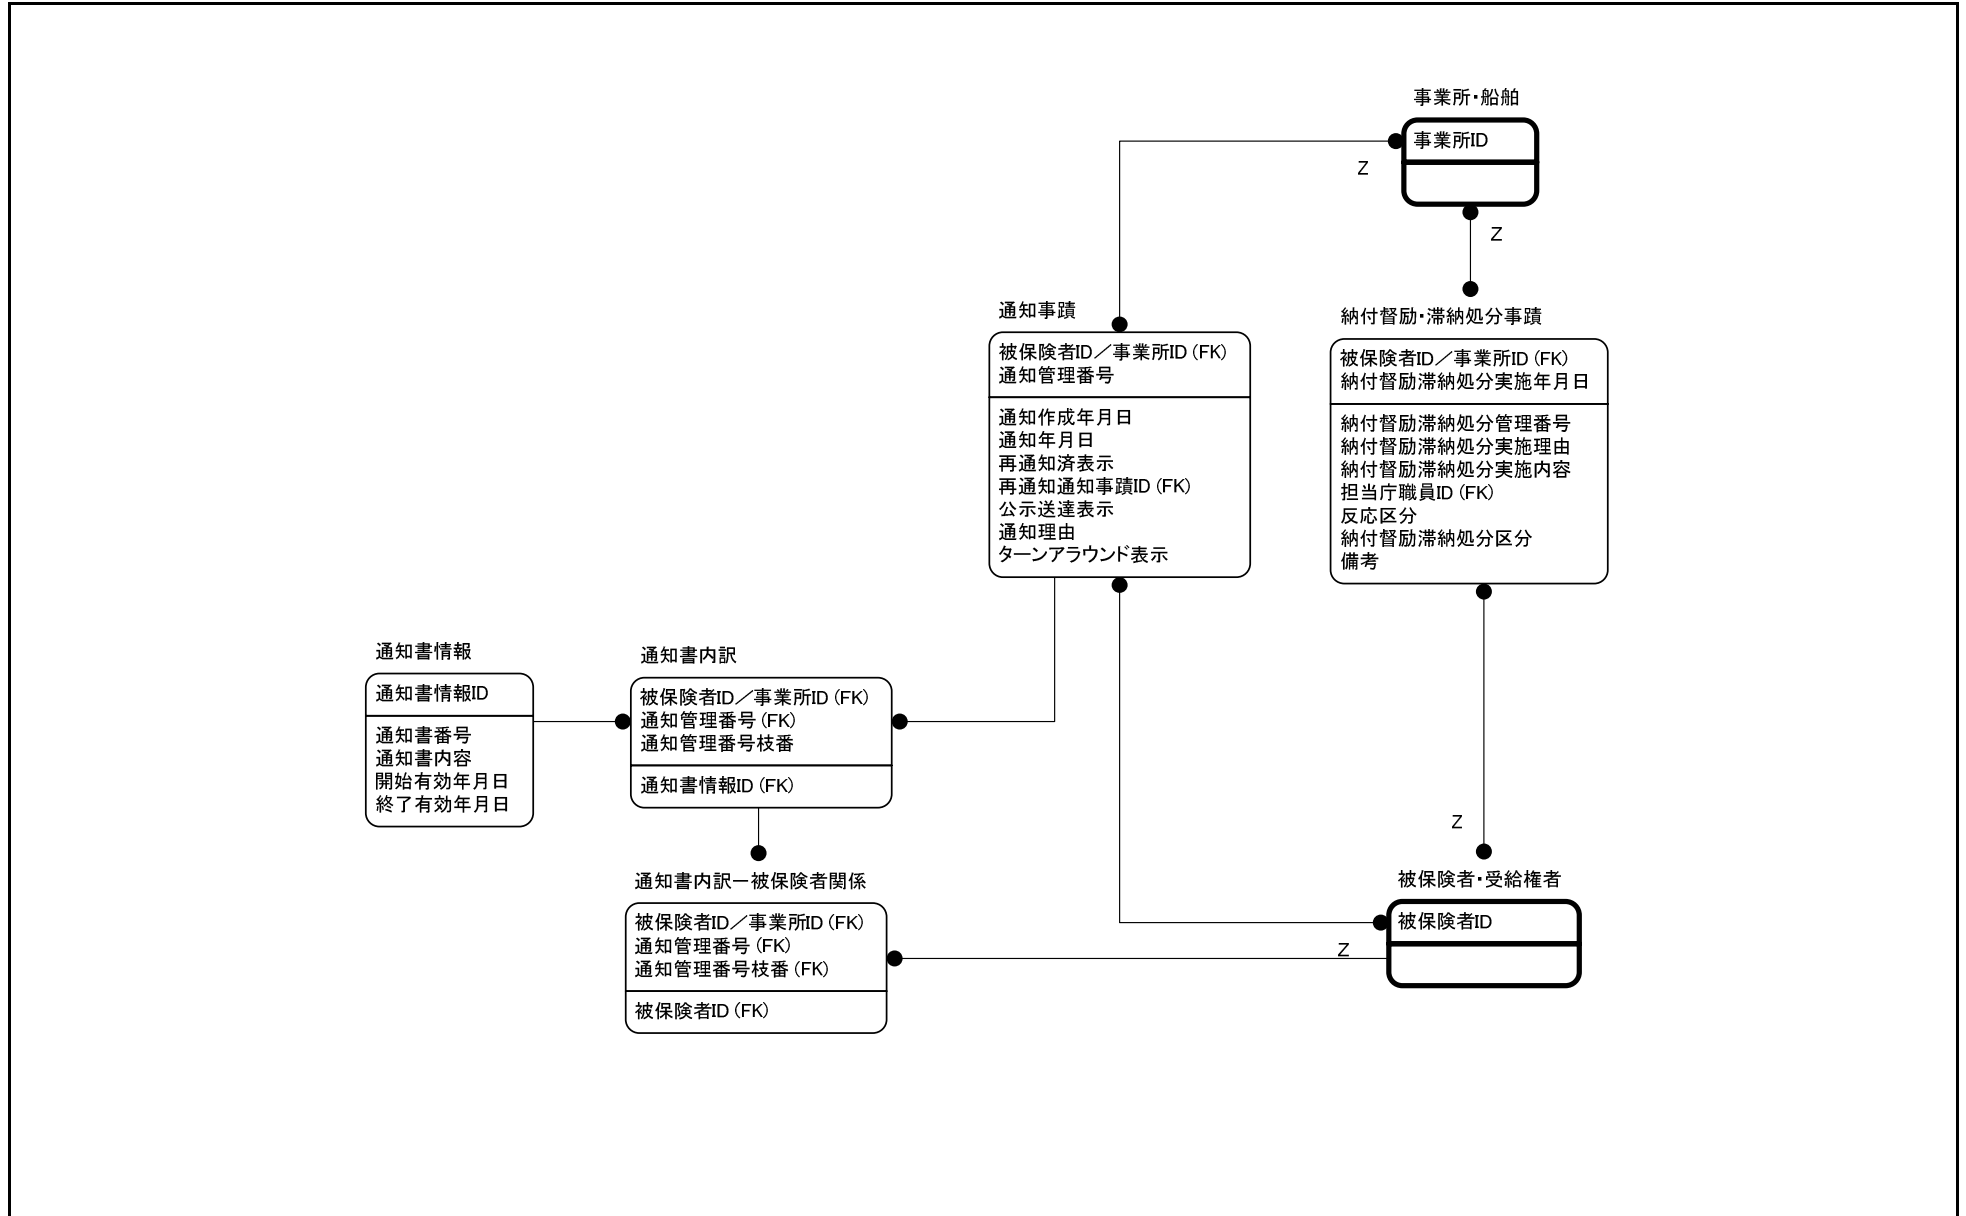 事業所・船舶
事業所ID
Z
Z
通知事蹟
被保険者ID／事業所ID (FK)
通知管理番号
通知作成年月日
通知年月日
再通知済表示
再通知通知事蹟ID (FK)
公示送達表示
通知理由
ターンアラウンド表示
納付督励・滞納処分事蹟
被保険者ID／事業所ID (FK)
納付督励滞納処分実施年月日
納付督励滞納処分管理番号
納付督励滞納処分実施理由
納付督励滞納処分実施内容
担当庁職員ID (FK)
反応区分
納付督励滞納処分区分
備考
通知書情報
通知書情報ID
通知書番号
通知書内容
開始有効年月日
終了有効年月日
通知書内訳
被保険者ID／事業所ID (FK)
通知管理番号 (FK)
通知管理番号枝番
通知書情報ID (FK)
通知書内訳ー被保険者関係
被保険者ID／事業所ID (FK)
通知管理番号 (FK)
通知管理番号枝番 (FK)
被保険者ID (FK)
Z
被保険者・受給権者
被保険者ID
Z